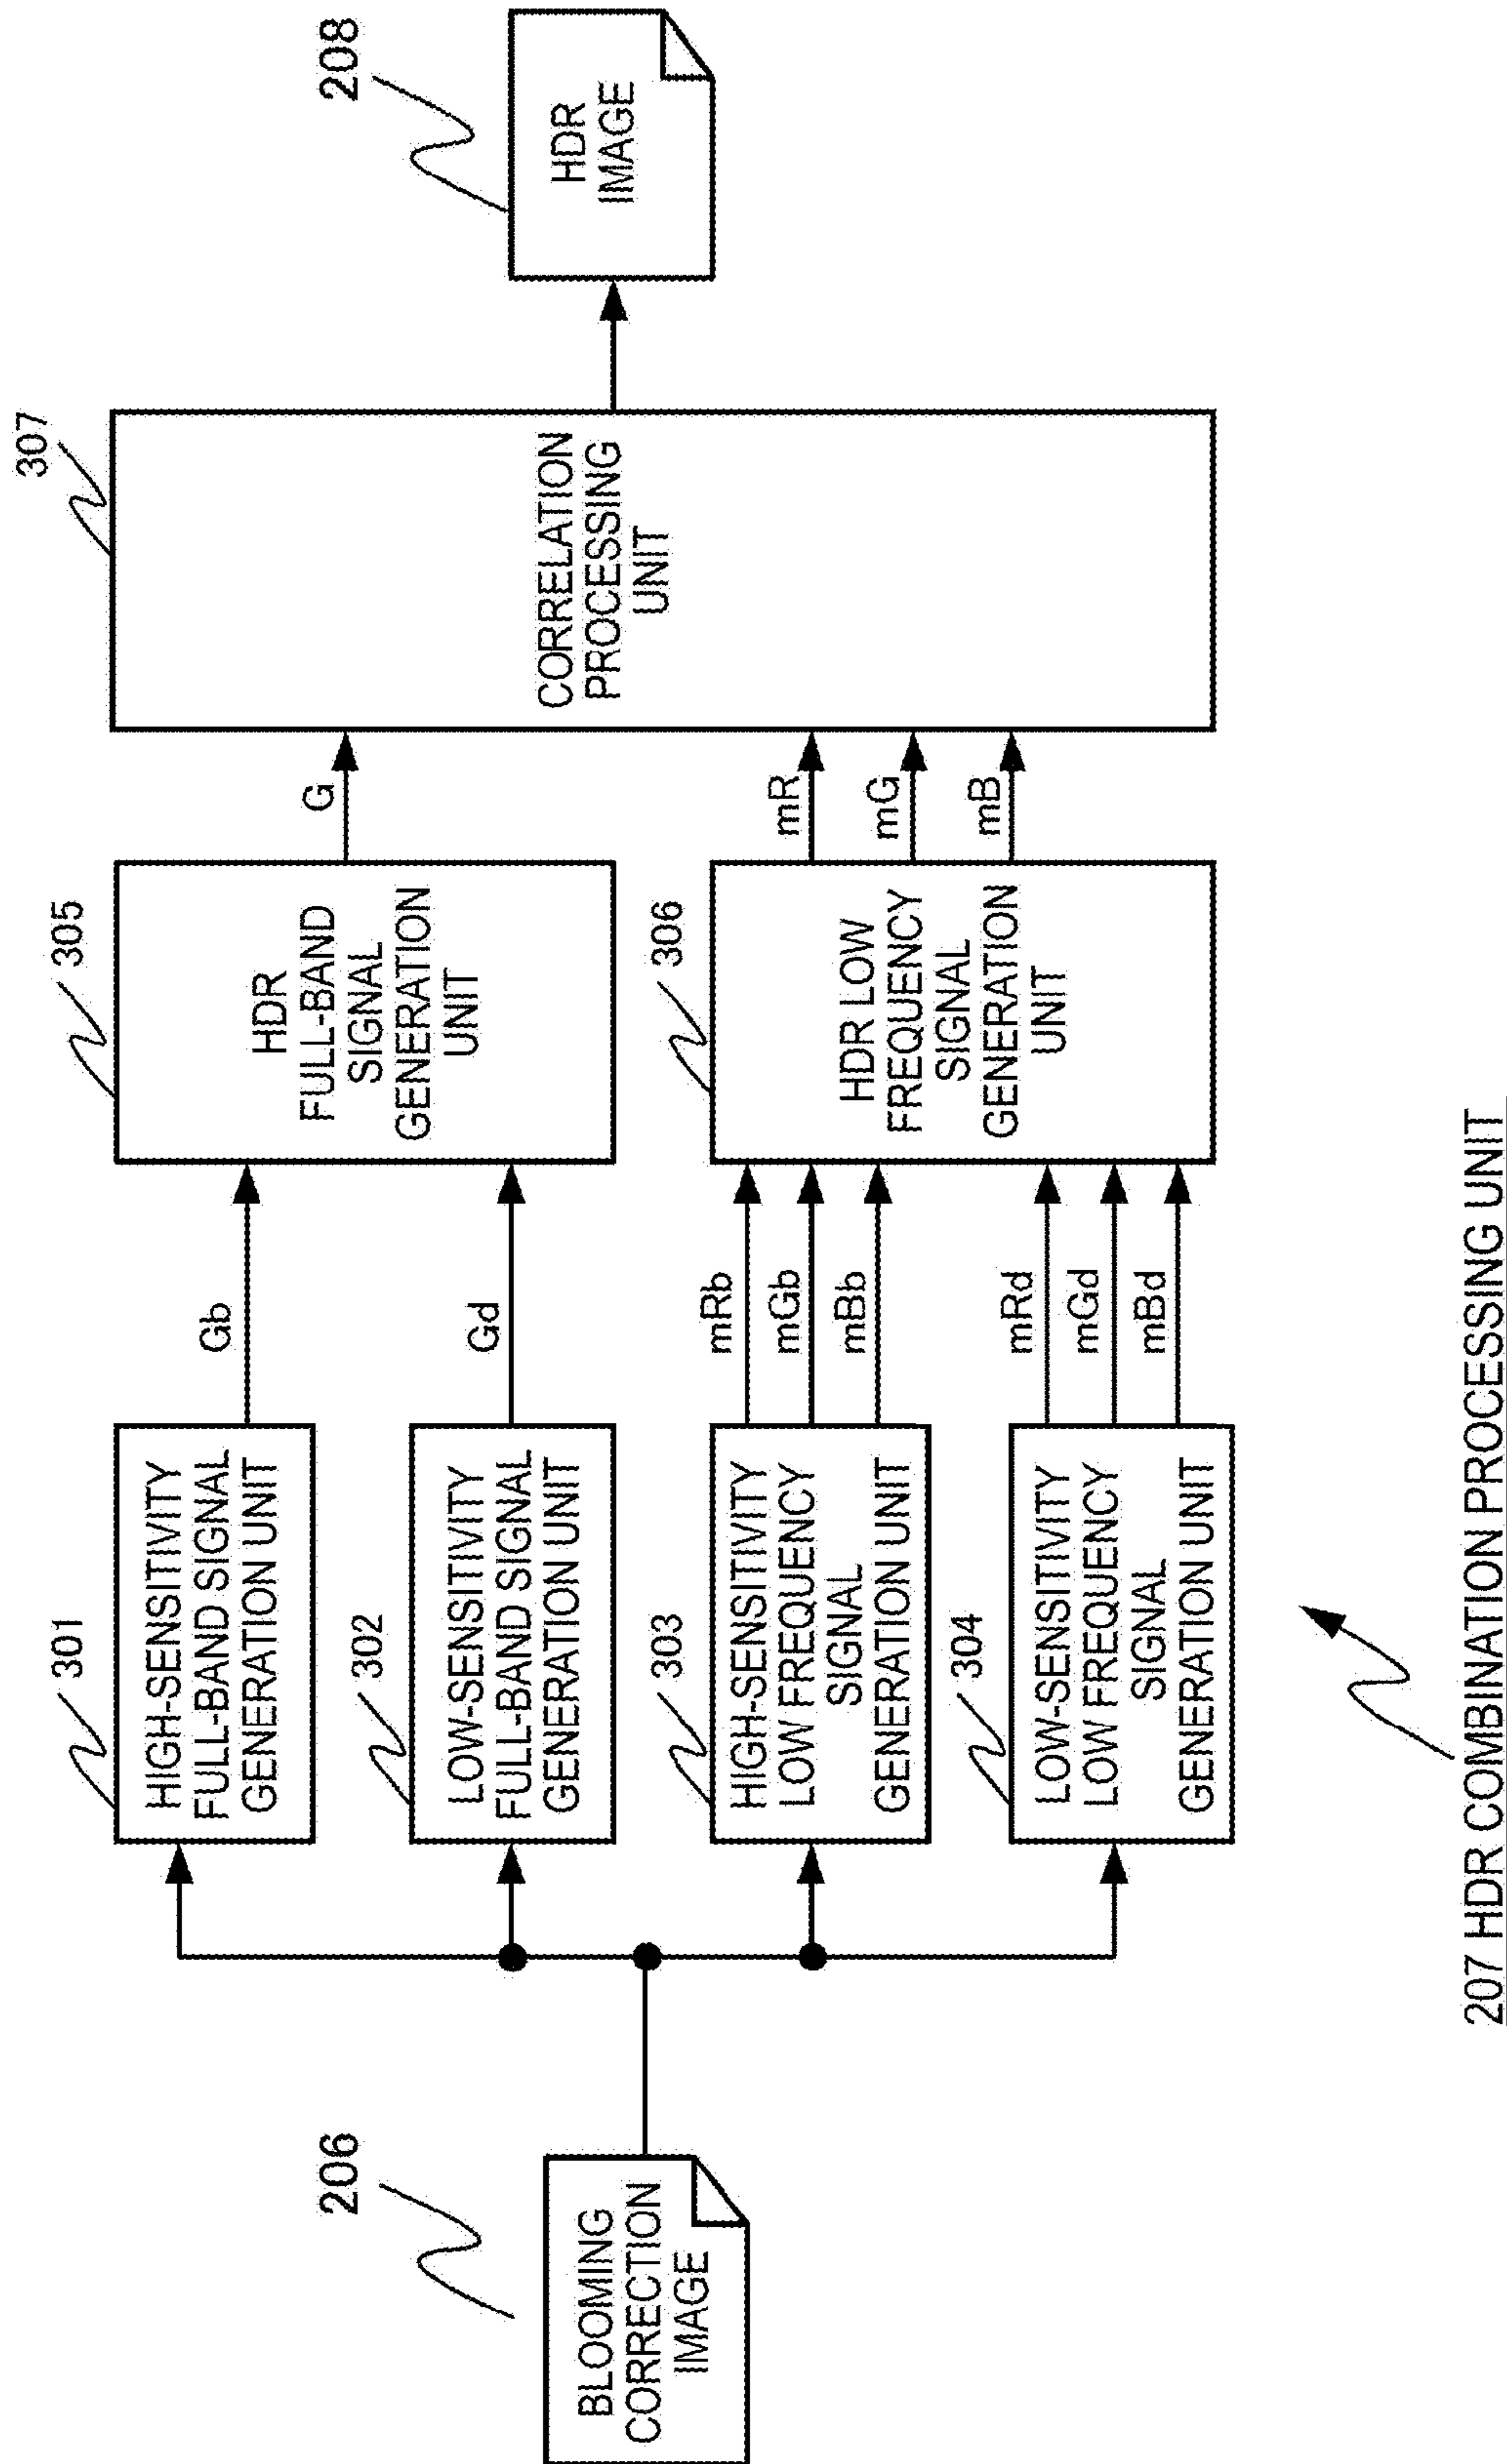 206
BLOOMING
CORRECTION
IMAGE
301
HIGH-SENSITIVITY
FULL-BAND SIGNAL
GENERATION UNIT
Gb
302
LOW-SENSITIVITY
FULL-BAND SIGNAL
GENERATION UNIT
Gd
303
HIGH-SENSITIVITY
LOW FREQUENCY
SIGNAL
GENERATION UNIT
mRb
mGb
mBb
304
LOW-SENSITIVITY
LOW FREQUENCY
SIGNAL
GENERATION UNIT
mRd
mGd
mBd
305
HDR
FULL-BAND
SIGNAL
GENERATION
UNIT
G
306
HDR LOW
FREQUENCY
SIGNAL
GENERATION
UNIT
mR
mG
mB
307
CORRELATION
PROCESSING
UNIT
208
HDR
IMAGE
207 HDR COMBINATION PROCESSING UNIT